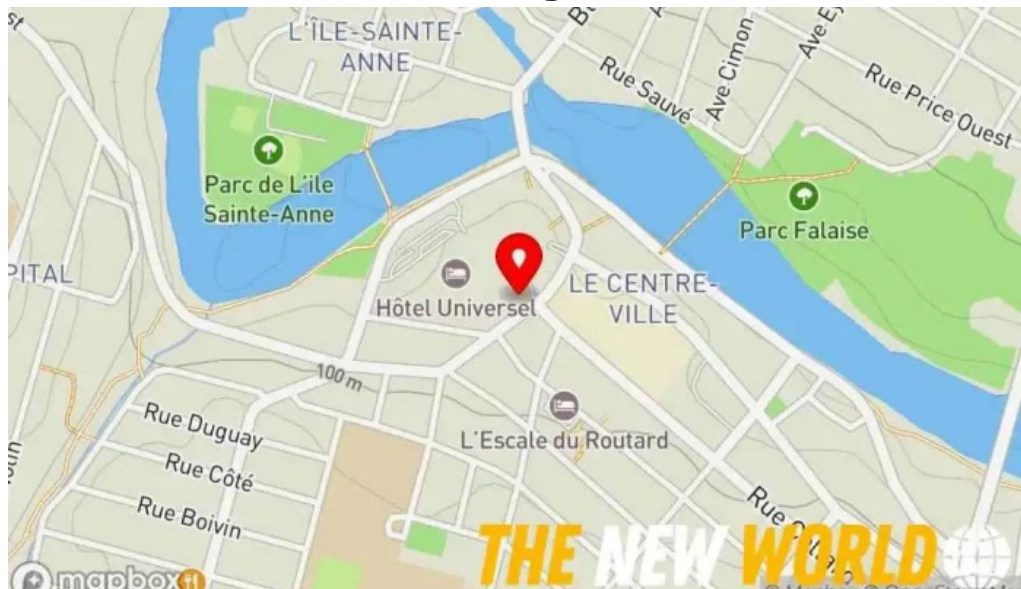 L'ÎLE-SAINTE-
ANNE
Rue Sauvé
Ave Cimon
Rue Price Ouest
Parc de L'île
Sainte-Anne
Parc Falaise
Hôtel Universel
LE CENTRE-
VILLE
100 m
Rue Duguay
L'Escale du Routard
Rue Côté
Rue Boivin
THE NEW WORLD
mapbox